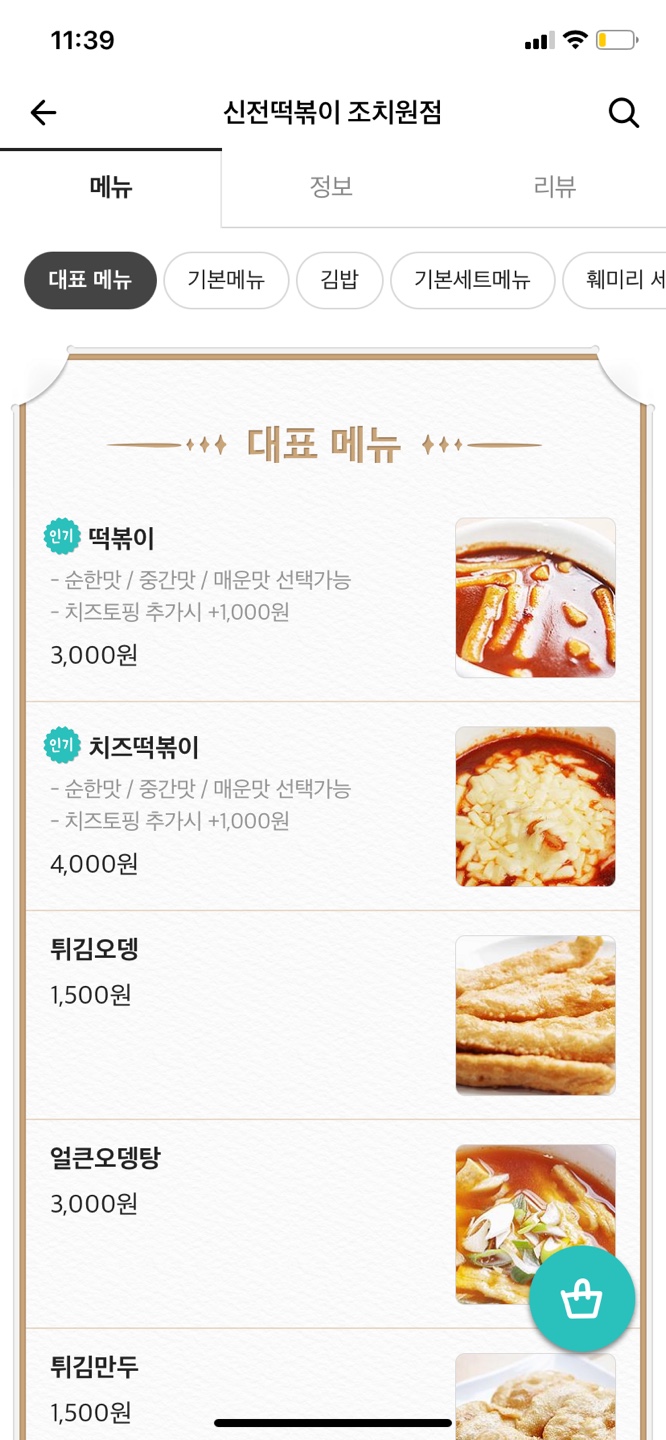 11:39
신전떡볶이 조치원점
메뉴 정보 리뷰
대표 메뉴 기본메뉴 김밥 기본세트메뉴 훼미리 세
대표 메뉴
인기 떡볶이
- 순한맛 / 중간맛 / 매운맛 선택가능
- 치즈토핑 추가시 +1,000원
3,000원
인기 치즈떡볶이
- 순한맛 / 중간맛 / 매운맛 선택가능
- 치즈토핑 추가시 +1,000원
4,000원
튀김오뎅
1,500원
얼큰오뎅탕
3,000원
튀김만두
1,500원